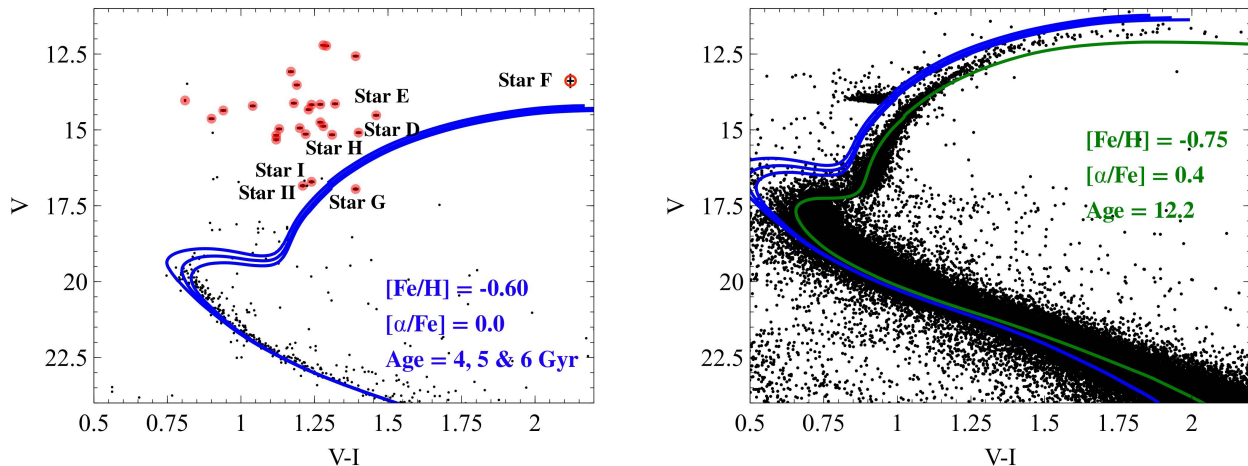 12.5
15
17.5
20
22.5
V
0.5
0.75
1
1.25
1.5
1.75
2
V-I
Star F
Star E
Star D
Star H
Star I
Star II
Star G
[Fe/H] = -0.60
[α/Fe] = 0.0
Age = 4, 5 & 6 Gyr
12.5
15
17.5
20
22.5
V
0.5
0.75
1
1.25
1.5
1.75
2
V-I
[Fe/H] = -0.75
[α/Fe] = 0.4
Age = 12.2